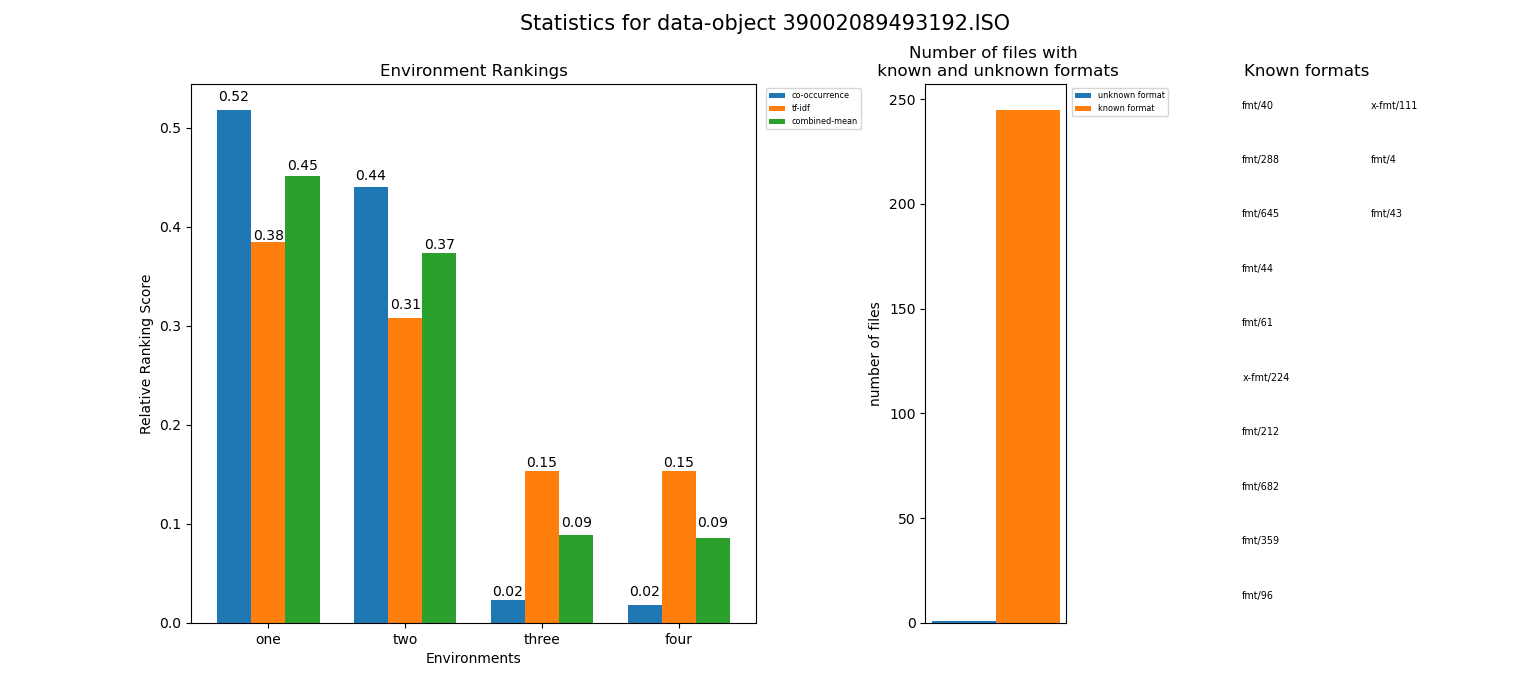 Statistics for data-object 39002089493192.ISO
Environment Rankings
0.52
0.38
0.45
0.44
0.31
0.37
0.02
0.15
0.09
0.02
0.15
0.09
0.5
0.4
0.3
0.2
0.1
0.0
Relative Ranking Score
one
two
three
four
Environments
co-occurrence
tf-idf
combined-mean
Number of files with
known and unknown formats
250
200
150
100
50
0
number of files
unknown format
known format
Known formats
fmt/40
x-fmt/111
fmt/288
fmt/4
fmt/645
fmt/43
fmt/44
fmt/61
x-fmt/224
fmt/212
fmt/682
fmt/359
fmt/96